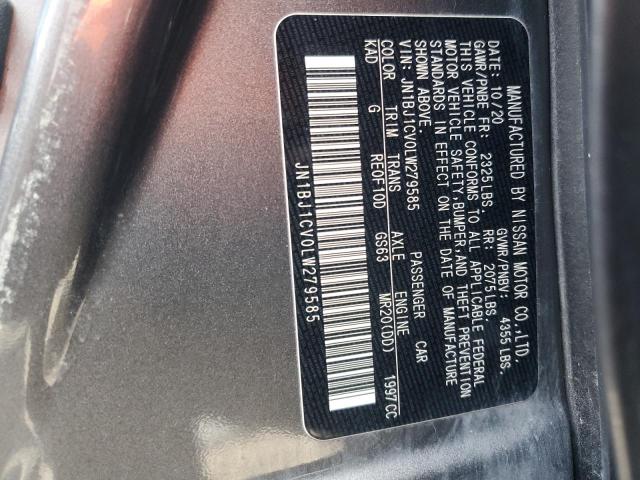 MANUFACTURED BY NISSAN MOTOR CO.,LTD.
10/20 GVWR/PNBV: 4355 LBS.
GAWR/PNBE FR: 2325LBS. RR: 2075LBS.
THIS VEHICLE CONFORMS TO ALL APPLICABLE FEDERAL
MOTOR VEHICLE SAFETY,BUMPER,AND THEFT PREVENTION
STANDARDS IN EFFECT ON THE DATE OF MANUFACTURE
SHOWN ABOVE.
VIN: JN1BJ1CV0LW279585 PASSENGER CAR
COLOR TRIM TRANS AXLE ENGINE
KAD G RE0F10D GS63 MR20(DD) 1997CC
JN1BJ1CV0LW279585